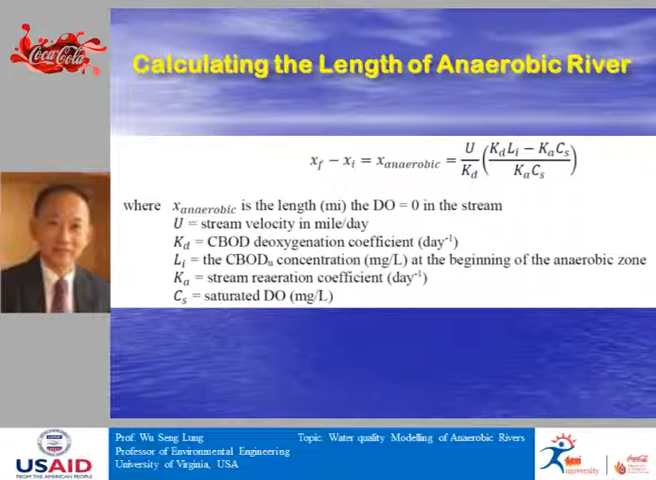 Coca-Cola
Calculating the Length of Anaerobic River
x_f − x_i = x_anaerobic = U/K_d ((K_d L_i − K_a C_s)/(K_a C_s))
where x_anaerobic is the length (mi) the DO = 0 in the stream
U = stream velocity in mile/day
K_d = CBOD deoxygenation coefficient (day⁻¹)
L_i = the CBOD_u concentration (mg/L) at the beginning of the anaerobic zone
K_a = stream reaeration coefficient (day⁻¹)
C_s = saturated DO (mg/L)
USAID
FROM THE AMERICAN PEOPLE
Prof. Wu Seng Lung
Professor of Environmental Engineering
University of Virginia, USA
Topic: Water quality Modelling of Anaerobic Rivers
university